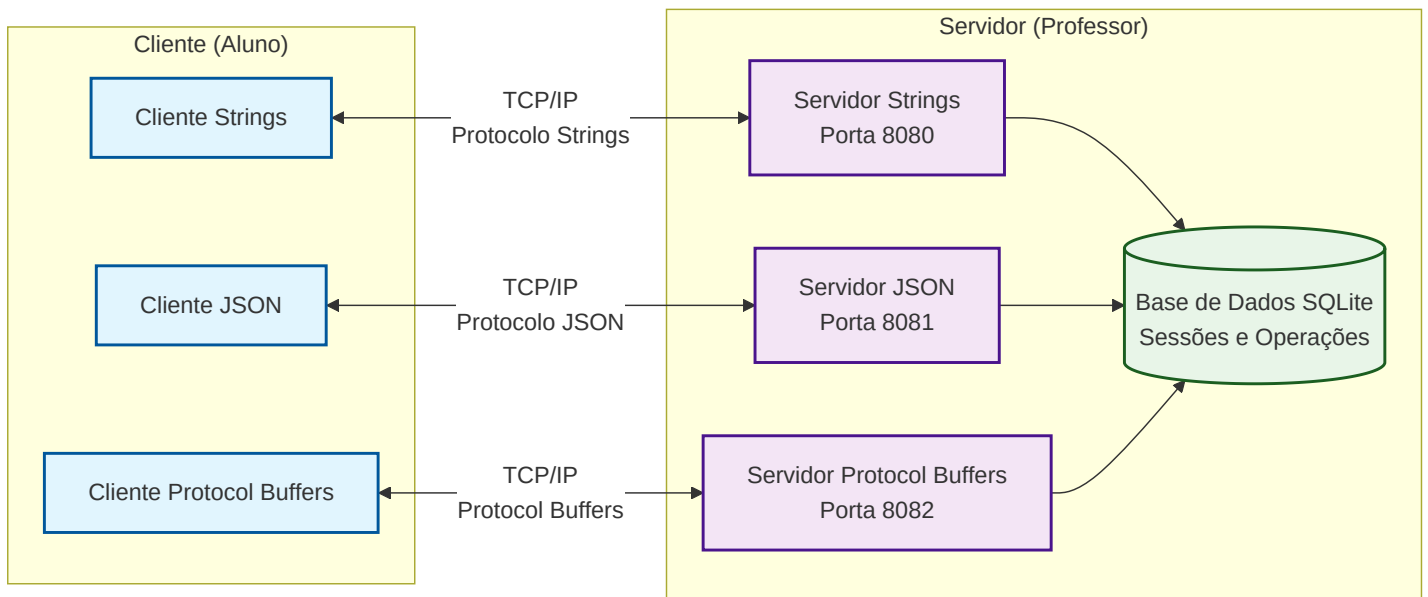 Cliente (Aluno)
Servidor (Professor)
Cliente Strings
TCP/IP
Protocolo Strings
Servidor Strings
Porta 8080
Cliente JSON
TCP/IP
Protocolo JSON
Servidor JSON
Porta 8081
Base de Dados SQLite
Sessões e Operações
Cliente Protocol Buffers
TCP/IP
Protocol Buffers
Servidor Protocol Buffers
Porta 8082